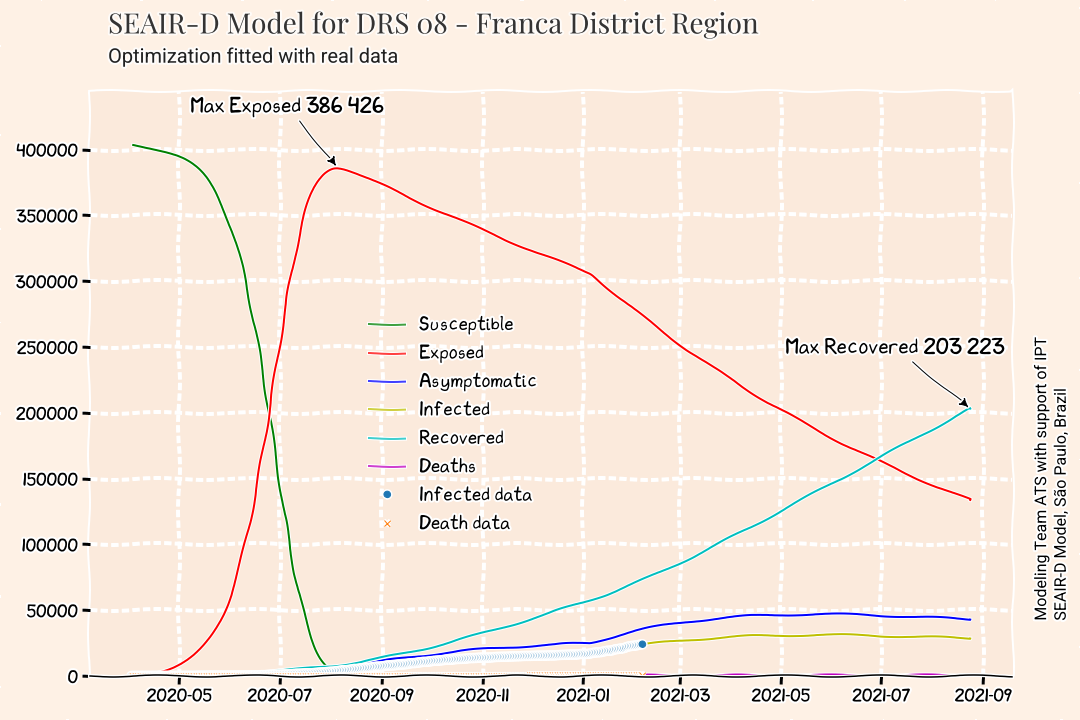 SEAIR-D Model for DRS 08 - Franca District Region
Optimization fitted with real data
Max Exposed 386 426
400000
350000
300000
250000
200000
150000
100000
50000
0
Susceptible
Exposed
Asymptomatic
Infected
Recovered
Deaths
Infected data
Death data
Max Recovered 203 223
2020-05 2020-07 2020-09 2020-11 2021-01 2021-03 2021-05 2021-07 2021-09
Modeling Team ATS with support of IPT
SEAIR-D Model, São Paulo, Brazil